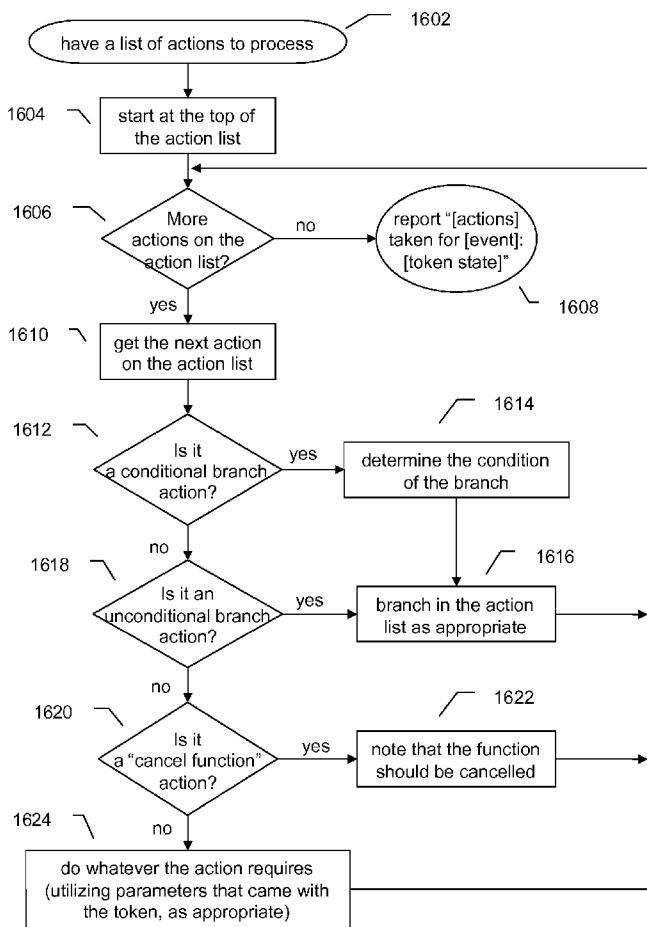 1602
have a list of actions to process
1604
start at the top of
the action list
1606
More
actions on the
action list?
no
report “[actions]
taken for [event]:
[token state]”
1608
yes
1610
get the next action
on the action list
1612
Is it
a conditional branch
action?
yes
1614
determine the condition
of the branch
no
1618
Is it an
unconditional branch
action?
yes
1616
branch in the action
list as appropriate
no
1620
Is it
a “cancel function”
action?
yes
1622
note that the function
should be cancelled
no
1624
do whatever the action requires
(utilizing parameters that came with
the token, as appropriate)